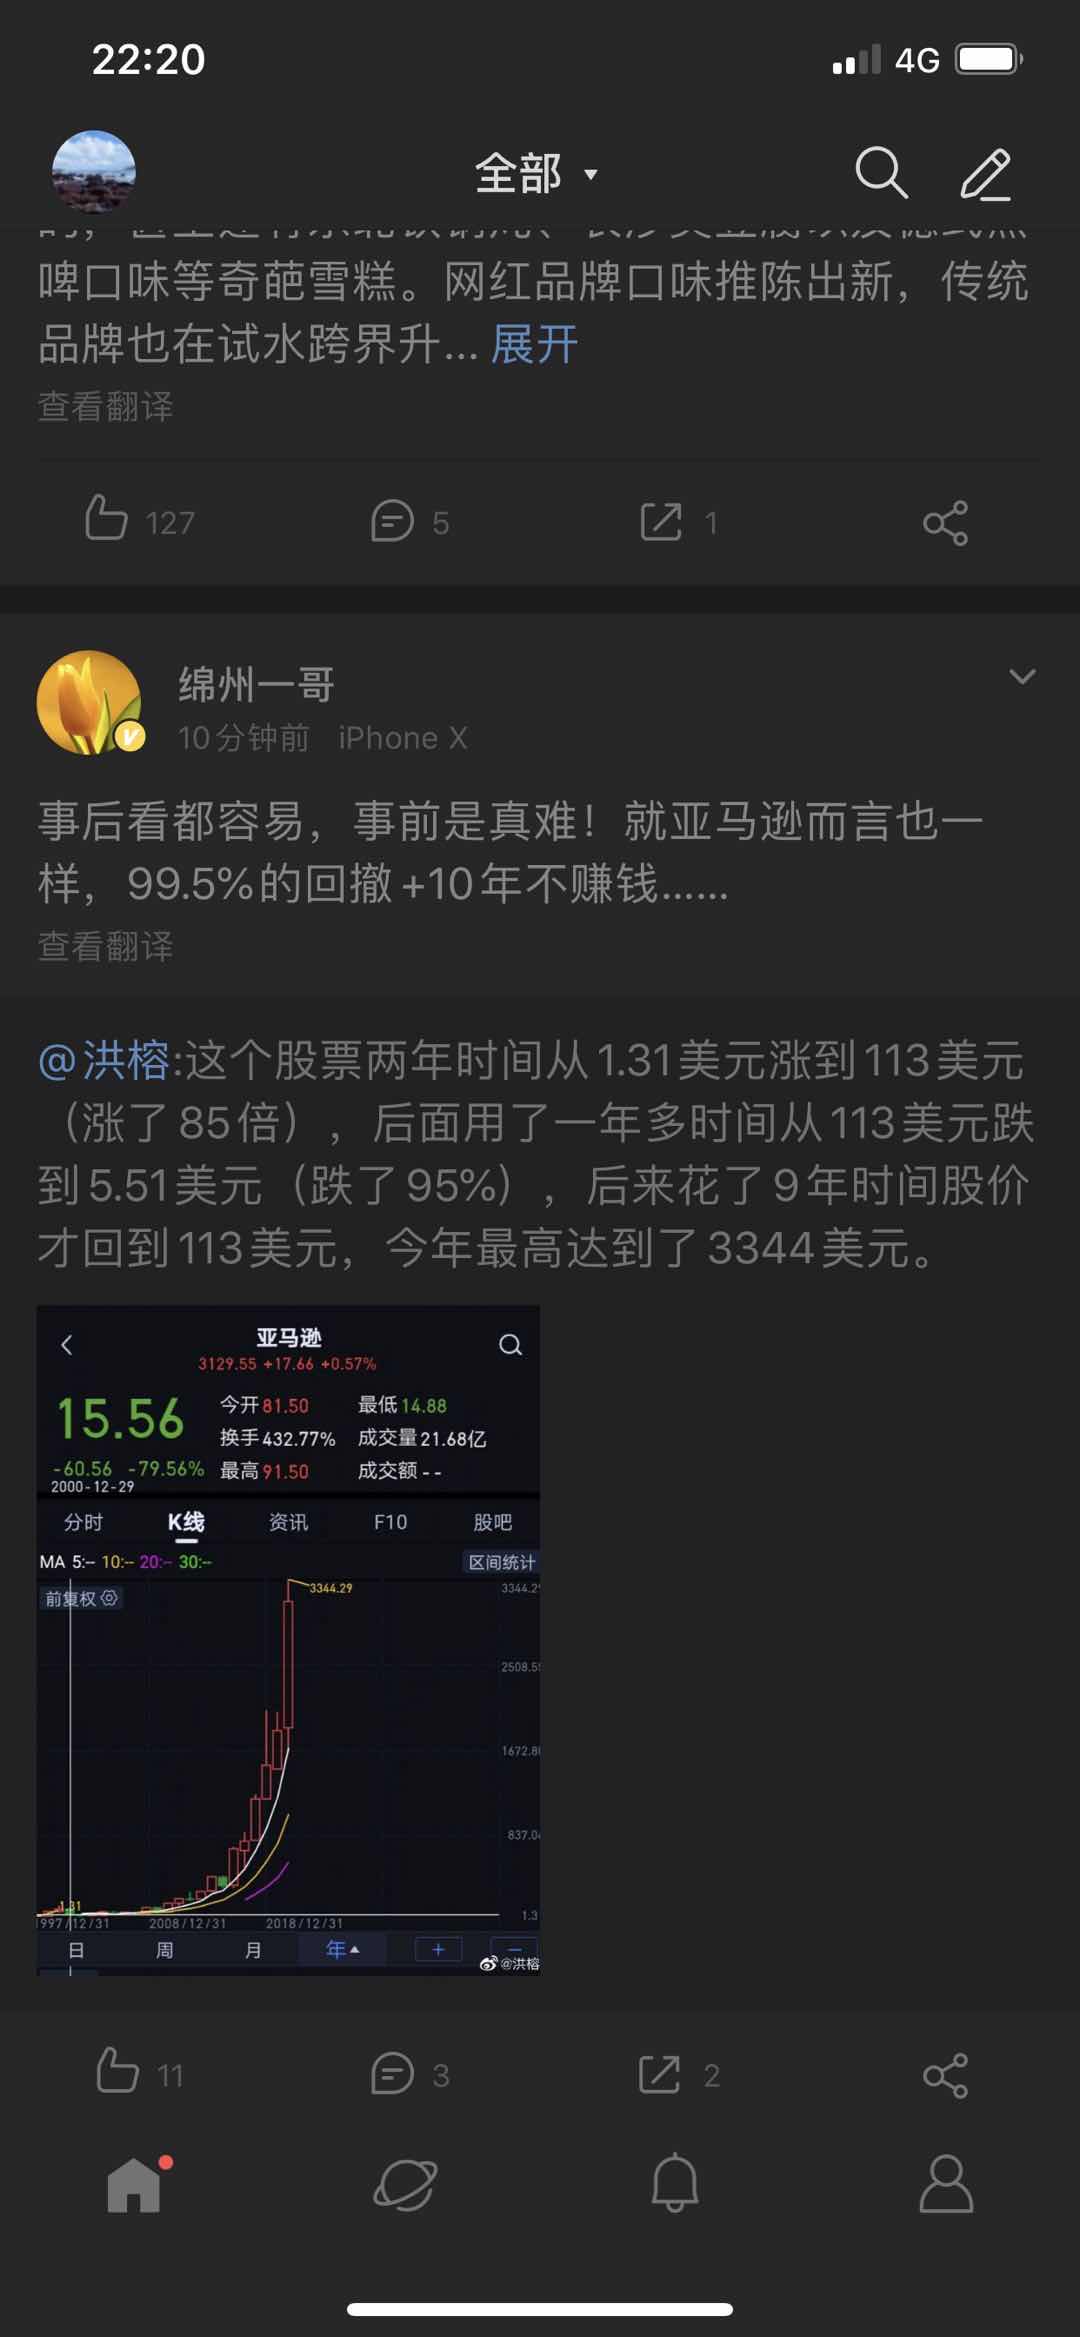 22:20
4G
全部
啤口味等奇葩雪糕。网红品牌口味推陈出新，传统
品牌也在试水跨界升... 展开
查看翻译
127
5
1
绵州一哥
10分钟前 iPhone X
事后看都容易，事前是真难！就亚马逊而言也一
样，99.5%的回撤+10年不赚钱……
查看翻译
@洪榕:这个股票两年时间从1.31美元涨到113美元
（涨了85倍），后面用了一年多时间从113美元跌
到5.51美元（跌了95%），后来花了9年时间股价
才回到113美元，今年最高达到了3344美元。
亚马逊
3129.55 +17.66 +0.57%
15.56
今开81.50 最低14.88
换手432.77% 成交量21.68亿
-60.56 -79.56% 最高91.50 成交额--
2000-12-29
分时 K线 资讯 F10 股吧
MA 5:-- 10:-- 20:-- 30:--
区间统计
前复权
3344.29
3344.2
2508.5
1672.8
837.0
1.31
1.3
1997/12/31 2008/12/31 2018/12/31
日 周 月 年
@洪榕
11
3
2